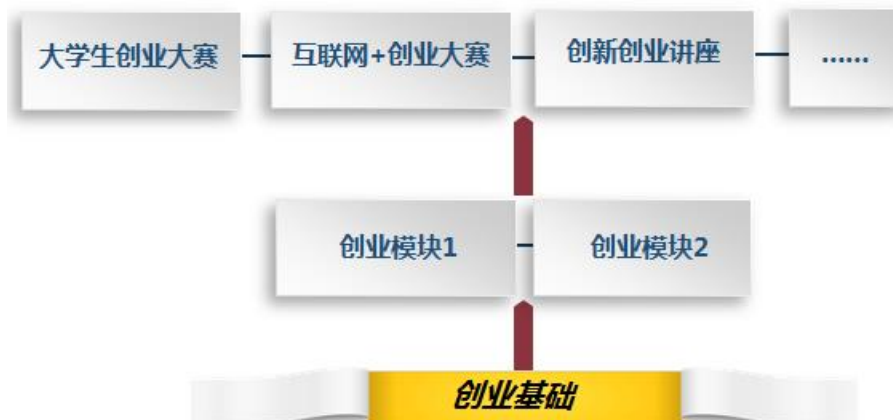 大学生创业大赛
互联网+创业大赛
创新创业讲座
......
创业模块1
创业模块2
创业基础